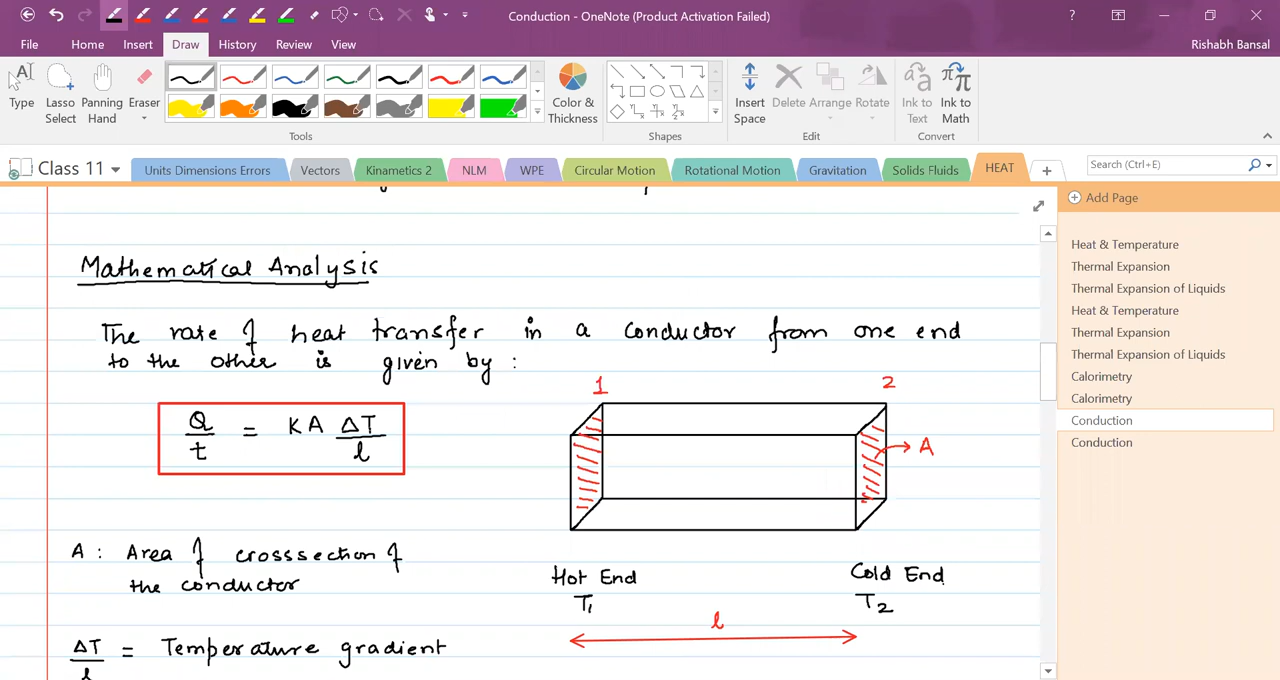 Conduction - OneNote (Product Activation Failed)
?
File Home Insert Draw History Review View
Rishabh Bansal
Type
Lasso Select
Panning Hand
Eraser
Color & Thickness
Insert Space
Delete
Arrange
Rotate
Ink to Text
Ink to Math
Tools
Shapes
Edit
Convert
Class 11
Units Dimensions Errors
Vectors
Kinametics 2
NLM
WPE
Circular Motion
Rotational Motion
Gravitation
Solids Fluids
HEAT
Search (Ctrl+E)
Add Page
Heat & Temperature
Thermal Expansion
Thermal Expansion of Liquids
Heat & Temperature
Thermal Expansion
Thermal Expansion of Liquids
Calorimetry
Calorimetry
Conduction
Conduction
Mathematical Analysis
The rate of heat transfer in a conductor from one end
to the other is given by :
Q/t = KA ΔT/l
1
2
A
A : Area of crosssection of
the conductor
Hot End
T₁
Cold End
T₂
l
ΔT/l = Temperature gradient